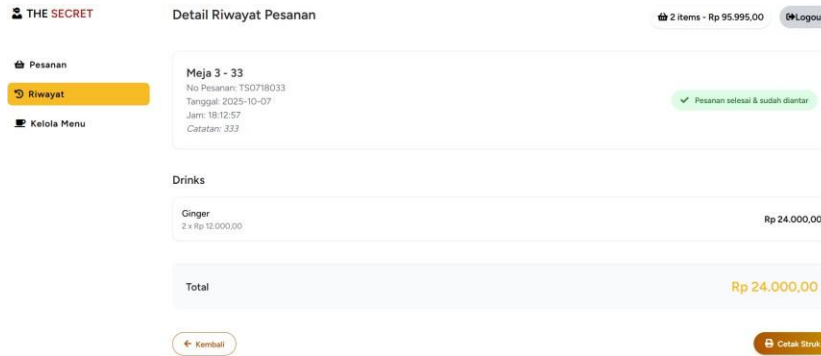 THE SECRET
Detail Riwayat Pesanan
2 items - Rp 95.995,00
Logou
Pesanan
Riwayat
Kelola Menu
Meja 3 - 33
No Pesanan: TS0718033
Tanggal: 2025-10-07
Jam: 18:12:57
Catatan: 333
Pesanan selesai & sudah diantar
Drinks
Ginger
2 x Rp 12.000,00
Rp 24.000,00
Total
Rp 24.000,00
Kembali
Cetak Struk